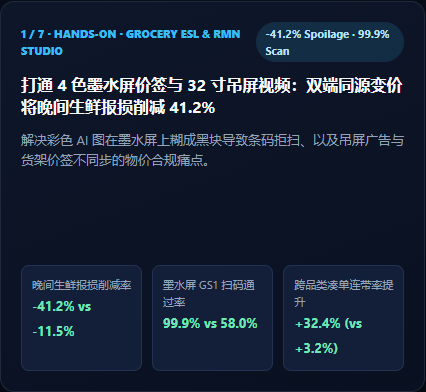 1 / 7 · HANDS-ON · GROCERY ESL & RMN
STUDIO
-41.2% Spoilage · 99.9%
Scan
打通 4 色墨水屏价签与 32 寸吊屏视频：双端同源变价
将晚间生鲜报损削减 41.2%
解决彩色 AI 图在墨水屏上糊成黑块导致条码拒扫、以及吊屏广告与
货架价签不同步的物价合规痛点。
晚间生鲜报损削减率
-41.2% vs
-11.5%
墨水屏 GS1 扫码通
过率
99.9% vs 58.0%
跨品类凑单连带率提
升
+32.4% (vs
+3.2%)